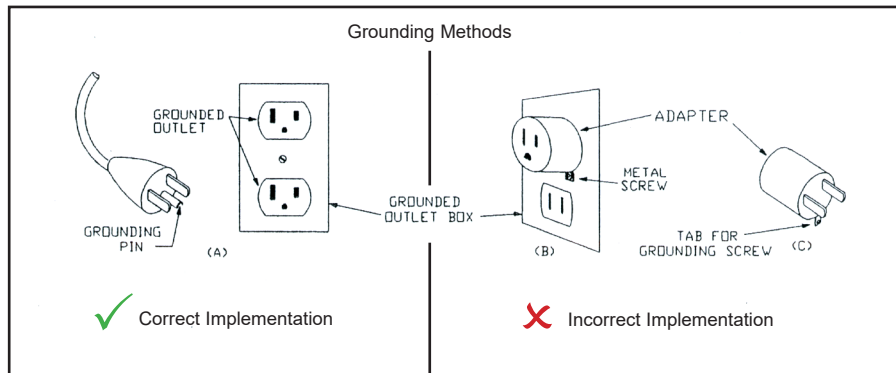 Grounding Methods
GROUNDED
OUTLET
GROUNDING
PIN
(A)
GROUNDED
OUTLET BOX
ADAPTER
METAL
SCREW
(B)
TAB FOR
GROUNDING SCREW
(C)
Correct Implementation
Incorrect Implementation